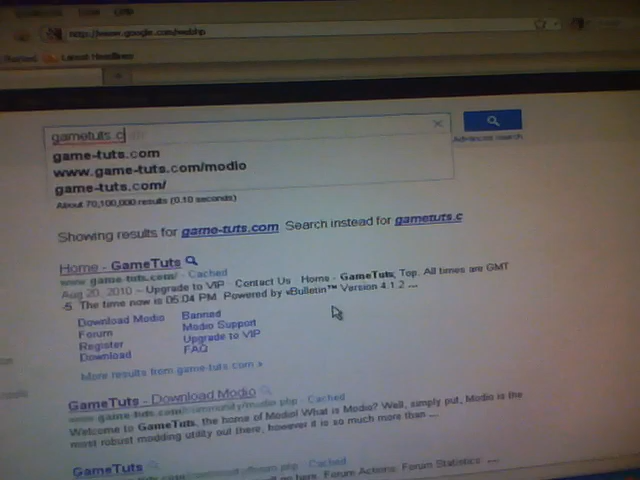 http://www.google.com/webhp
Latest Headlines
gametuts.c
game-tuts.com
www.game-tuts.com/modio
game-tuts.com/
About 70,100,000 results (0.10 seconds)
Advanced search
Showing results for game-tuts.com Search instead for gametuts.c
Home - GameTuts
www.game-tuts.com/ - Cached
Aug 20, 2010 – Upgrade to VIP · Contact Us · Home - GameTuts; Top. All times are GMT
-5. The time now is 05:04 PM. Powered by vBulletin™ Version 4.1.2 ...
Download Modio Banned
Forum Modio Support
Register Upgrade to VIP
Download FAQ
More results from game-tuts.com »
GameTuts - Download Modio
www.game-tuts.com/community/modio.php - Cached
Welcome to GameTuts, the home of Modio! What is Modio? Well, simply put, Modio is the
most robust modding utility out there, however it is so much more than ...
GameTuts
Cached
Forum Actions: Forum Statistics: ...